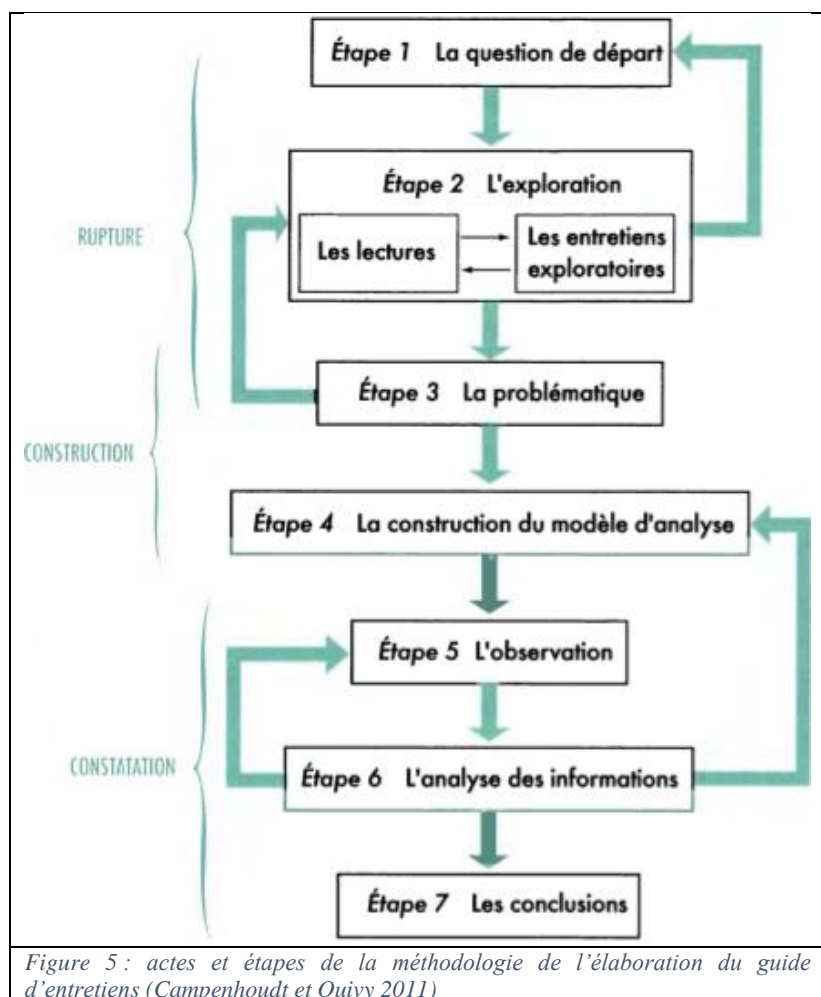 Étape 1 La question de départ
Étape 2 L'exploration
RUPTURE
Les lectures
Les entretiens
exploratoires
Étape 3 La problématique
CONSTRUCTION
Étape 4 La construction du modèle d'analyse
Étape 5 L'observation
CONSTATATION
Étape 6 L'analyse des informations
Étape 7 Les conclusions
Figure 5 : actes et étapes de la méthodologie de l'élaboration du guide
d'entretiens (Campenhoudt et Quivy 2011)